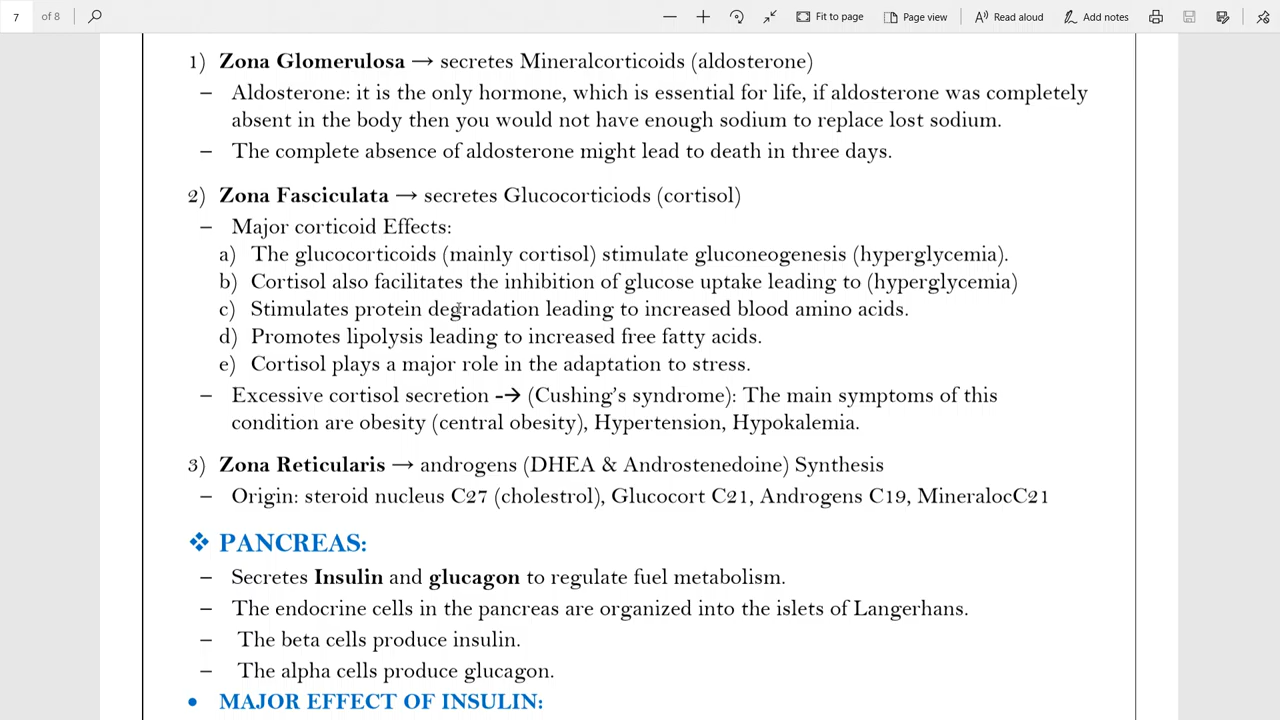 7 of 8 Fit to page Page view Read aloud Add notes
1) Zona Glomerulosa → secretes Mineralcorticoids (aldosterone)
– Aldosterone: it is the only hormone, which is essential for life, if aldosterone was completely
absent in the body then you would not have enough sodium to replace lost sodium.
– The complete absence of aldosterone might lead to death in three days.
2) Zona Fasciculata → secretes Glucocorticiods (cortisol)
– Major corticoid Effects:
a) The glucocorticoids (mainly cortisol) stimulate gluconeogenesis (hyperglycemia).
b) Cortisol also facilitates the inhibition of glucose uptake leading to (hyperglycemia)
c) Stimulates protein degradation leading to increased blood amino acids.
d) Promotes lipolysis leading to increased free fatty acids.
e) Cortisol plays a major role in the adaptation to stress.
– Excessive cortisol secretion -→ (Cushing's syndrome): The main symptoms of this
condition are obesity (central obesity), Hypertension, Hypokalemia.
3) Zona Reticularis → androgens (DHEA & Androstenedoine) Synthesis
– Origin: steroid nucleus C27 (cholestrol), Glucocort C21, Androgens C19, MineralocC21
❖ PANCREAS:
– Secretes Insulin and glucagon to regulate fuel metabolism.
– The endocrine cells in the pancreas are organized into the islets of Langerhans.
– The beta cells produce insulin.
– The alpha cells produce glucagon.
• MAJOR EFFECT OF INSULIN: